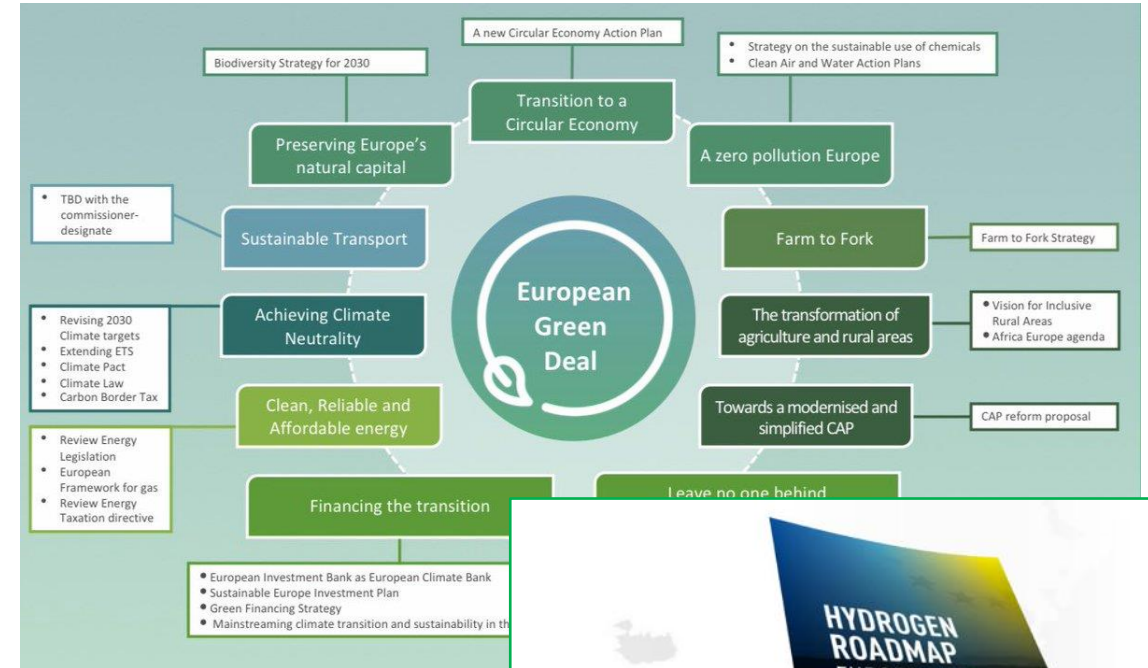 A new Circular Economy Action Plan
Biodiversity Strategy for 2030
• Strategy on the sustainable use of chemicals
• Clean Air and Water Action Plans
Transition to a
Circular Economy
Preserving Europe's
natural capital
A zero pollution Europe
• TBD with the
commissioner-
designate
Sustainable Transport
Farm to Fork
Farm to Fork Strategy
European
Green
Deal
• Revising 2030
Climate targets
• Extending ETS
• Climate Pact
• Climate Law
• Carbon Border Tax
Achieving Climate
Neutrality
The transformation of
agriculture and rural areas
• Vision for Inclusive
Rural Areas
• Africa Europe agenda
Clean, Reliable and
Affordable energy
Towards a modernised and
simplified CAP
CAP reform proposal
• Review Energy
Legislation
• European
Framework for gas
• Review Energy
Taxation directive
Financing the transition
Leave no one behind
• European Investment Bank as European Climate Bank
• Sustainable Europe Investment Plan
• Green Financing Strategy
• Mainstreaming climate transition and sustainability in th
HYDROGEN
ROADMAP